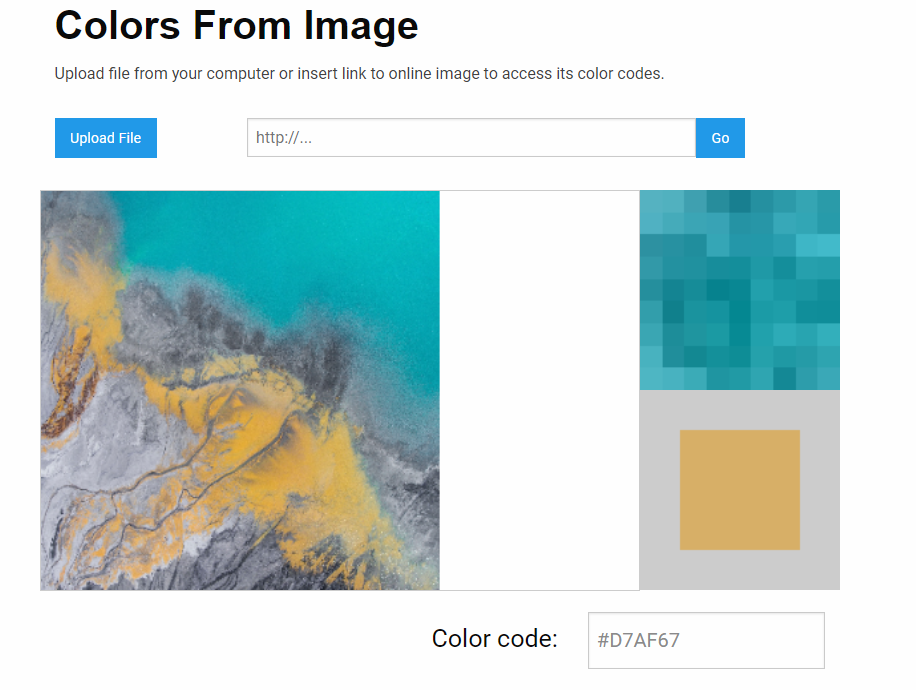 Colors From Image
Upload file from your computer or insert link to online image to access its color codes.
Upload File
http://...
Go
Color code:
#D7AF67